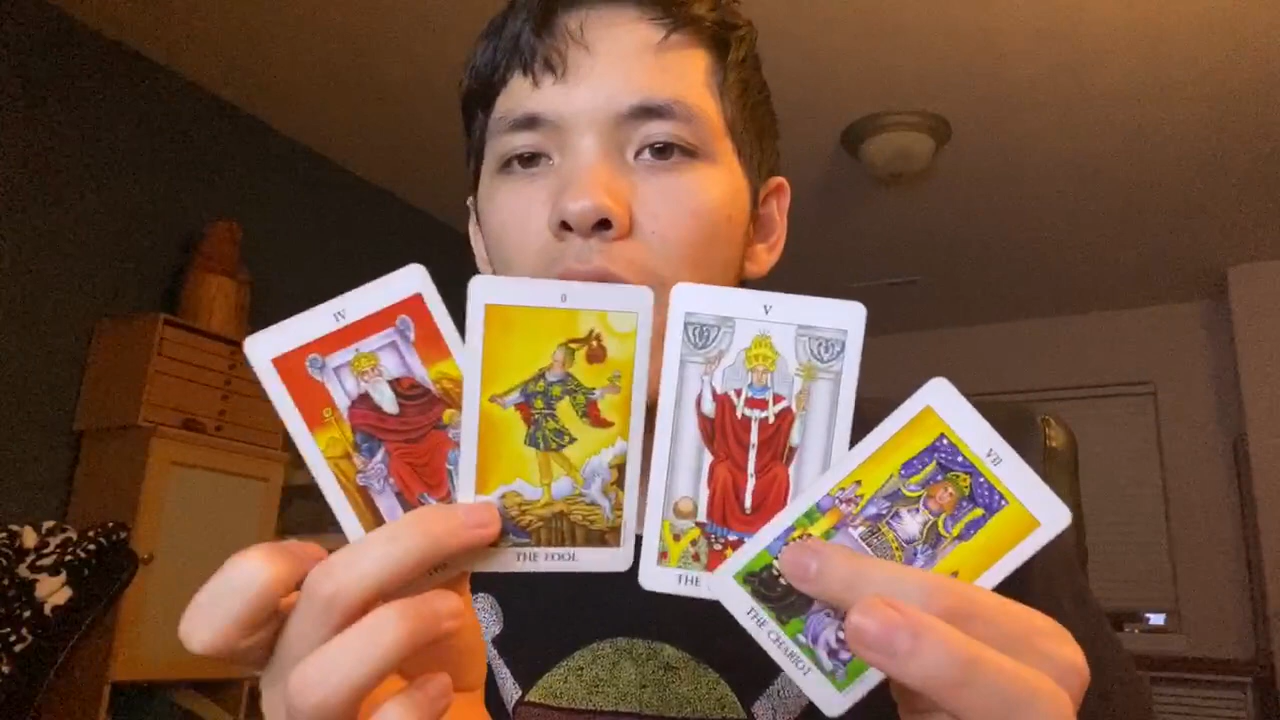 IV
0
THE FOOL
V
THE
VII
THE CHARIOT